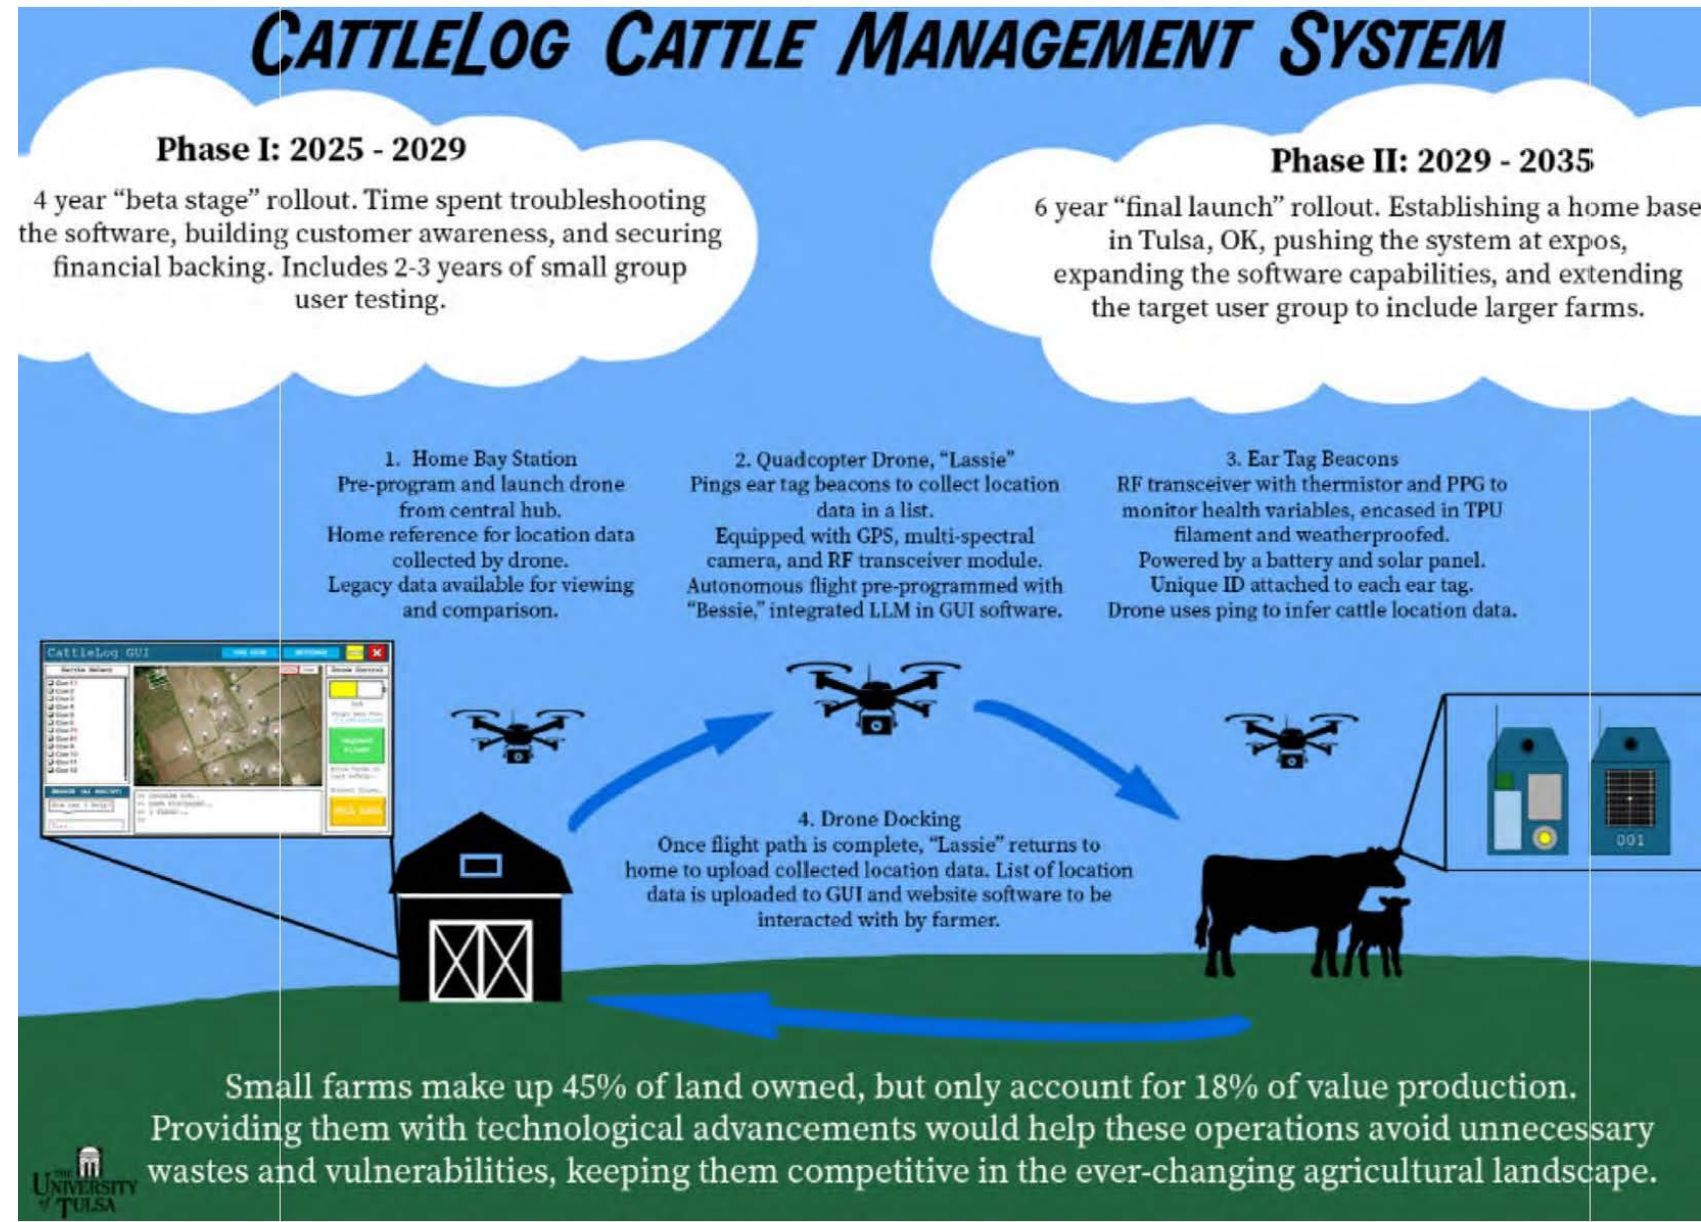 CATTLELOG CATTLE MANAGEMENT SYSTEM
Phase I: 2025 - 2029
4 year “beta stage” rollout. Time spent troubleshooting
the software, building customer awareness, and securing
financial backing. Includes 2-3 years of small group
user testing.
Phase II: 2029 - 2035
6 year “final launch” rollout. Establishing a home base
in Tulsa, OK, pushing the system at expos,
expanding the software capabilities, and extending
the target user group to include larger farms.
1. Home Bay Station
Pre-program and launch drone
from central hub.
Home reference for location data
collected by drone.
Legacy data available for viewing
and comparison.
2. Quadcopter Drone, “Lassie”
Pings ear tag beacons to collect location
data in a list.
Equipped with GPS, multi-spectral
camera, and RF transceiver module.
Autonomous flight pre-programmed with
“Bessie,” integrated LLM in GUI software.
3. Ear Tag Beacons
RF transceiver with thermistor and PPG to
monitor health variables, encased in TPU
filament and weatherproofed.
Powered by a battery and solar panel.
Unique ID attached to each ear tag.
Drone uses ping to infer cattle location data.
CattleLog GUI
001
4. Drone Docking
Once flight path is complete, “Lassie” returns to
home to upload collected location data. List of location
data is uploaded to GUI and website software to be
interacted with by farmer.
Small farms make up 45% of land owned, but only account for 18% of value production.
Providing them with technological advancements would help these operations avoid unnecessary
wastes and vulnerabilities, keeping them competitive in the ever-changing agricultural landscape.
THE
UNIVERSITY
of TULSA